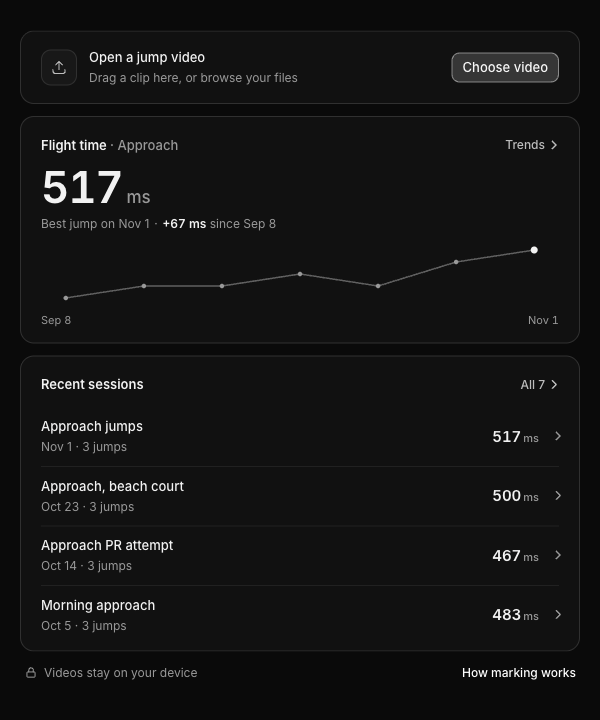 Open a jump video
Drag a clip here, or browse your files
Choose video
Flight time · Approach
Trends
517 ms
Best jump on Nov 1 · +67 ms since Sep 8
Sep 8
Nov 1
Recent sessions
All 7
Approach jumps
Nov 1 · 3 jumps
517 ms
Approach, beach court
Oct 23 · 3 jumps
500 ms
Approach PR attempt
Oct 14 · 3 jumps
467 ms
Morning approach
Oct 5 · 3 jumps
483 ms
Videos stay on your device
How marking works